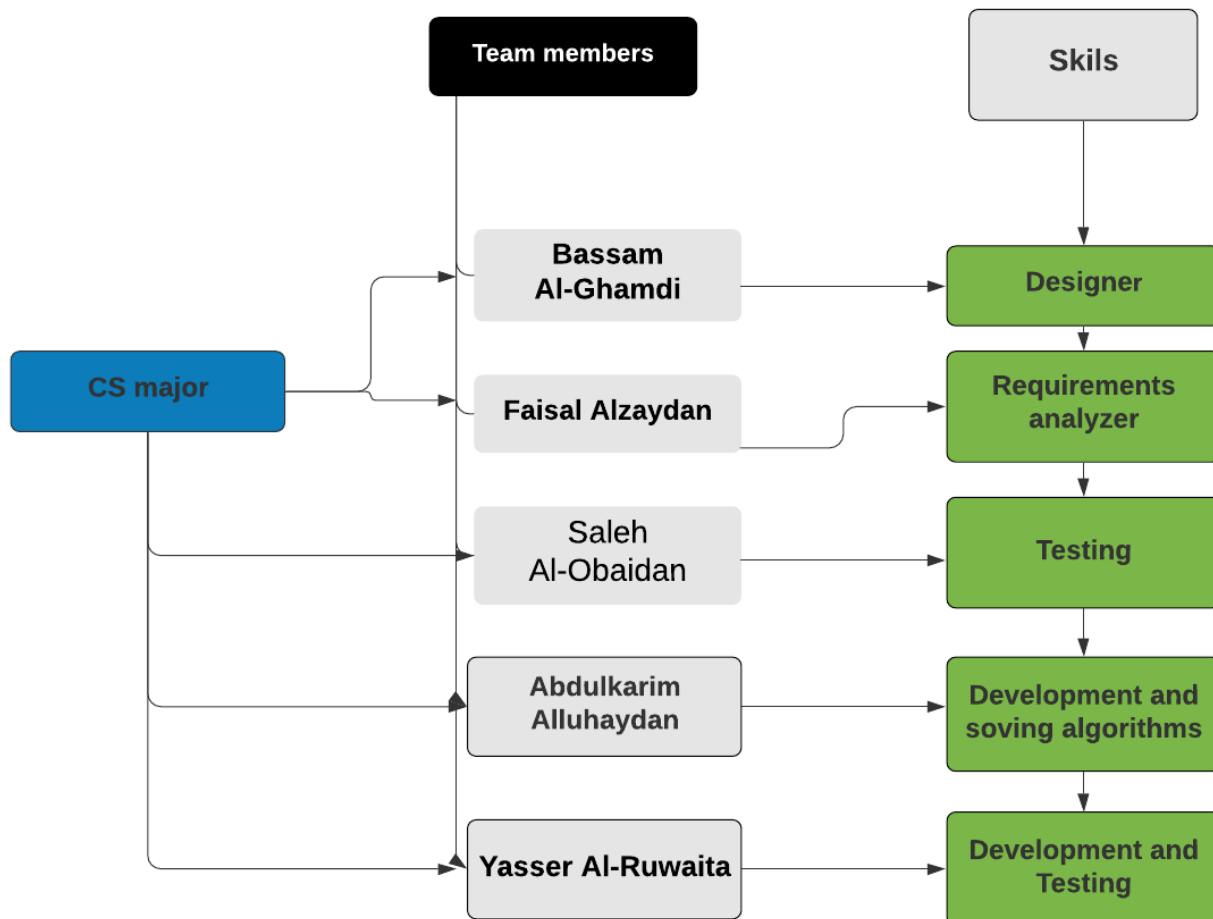 Team members
Skils
Bassam
Al-Ghamdi
Designer
CS major
Faisal Alzaydan
Requirements
analyzer
Saleh
Al-Obaidan
Testing
Abdulkarim
Alluhaydan
Development and
soving algorithms
Yasser Al-Ruwaita
Development and
Testing